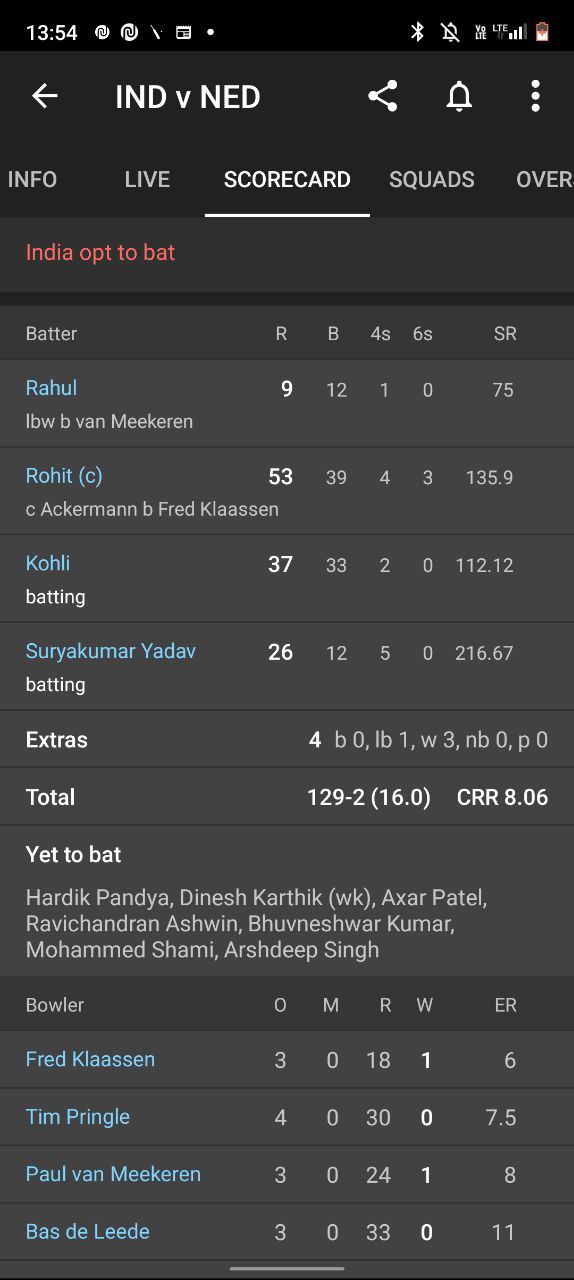 13:54
IND v NED
INFO LIVE SCORECARD SQUADS OVER
India opt to bat
Batter R B 4s 6s SR
Rahul 9 12 1 0 75
lbw b van Meekeren
Rohit (c) 53 39 4 3 135.9
c Ackermann b Fred Klaassen
Kohli 37 33 2 0 112.12
batting
Suryakumar Yadav 26 12 5 0 216.67
batting
Extras 4 b 0, lb 1, w 3, nb 0, p 0
Total 129-2 (16.0) CRR 8.06
Yet to bat
Hardik Pandya, Dinesh Karthik (wk), Axar Patel,
Ravichandran Ashwin, Bhuvneshwar Kumar,
Mohammed Shami, Arshdeep Singh
Bowler O M R W ER
Fred Klaassen 3 0 18 1 6
Tim Pringle 4 0 30 0 7.5
Paul van Meekeren 3 0 24 1 8
Bas de Leede 3 0 33 0 11